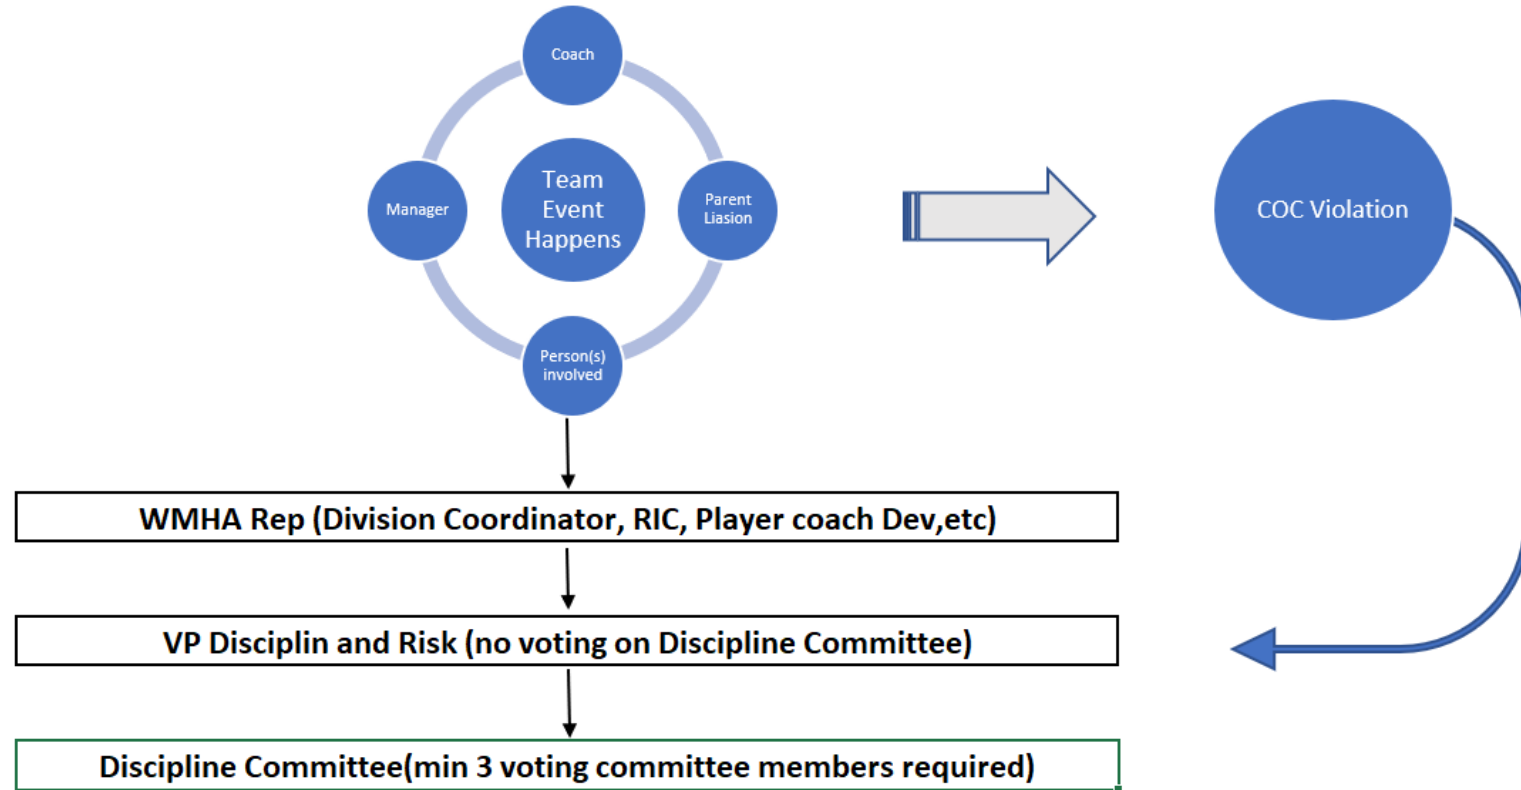 Coach
Manager
Team
Event
Happens
Parent
Liasion
COC Violation
Person(s)
involved
WMHA Rep (Division Coordinator, RIC, Player coach Dev,etc)
VP Disciplin and Risk (no voting on Discipline Committee)
Discipline Committee(min 3 voting committee members required)